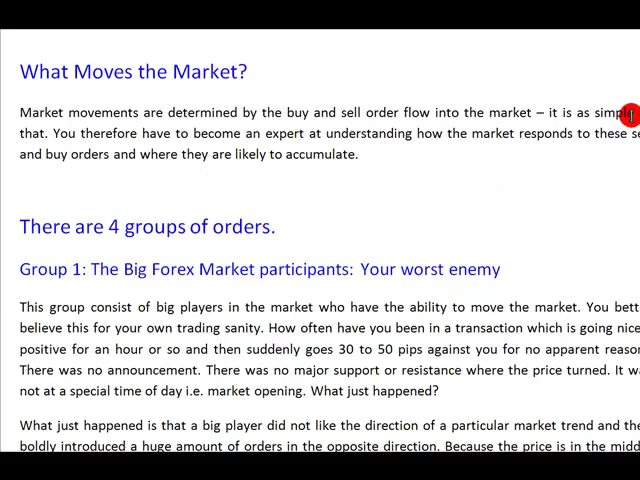 What Moves the Market?
Market movements are determined by the buy and sell order flow into the market – it is as simple
that. You therefore have to become an expert at understanding how the market responds to these
and buy orders and where they are likely to accumulate.
There are 4 groups of orders.
Group 1: The Big Forex Market participants: Your worst enemy
This group consist of big players in the market who have the ability to move the market. You
believe this for your own trading sanity. How often have you been in a transaction which is going
positive for an hour or so and then suddenly goes 30 to 50 pips against you for no apparent
There was no announcement. There was no major support or resistance where the price turned. It
not at a special time of day i.e. market opening. What just happened?
What just happened is that a big player did not like the direction of a particular market trend and
boldly introduced a huge amount of orders in the opposite direction. Because the price is in the